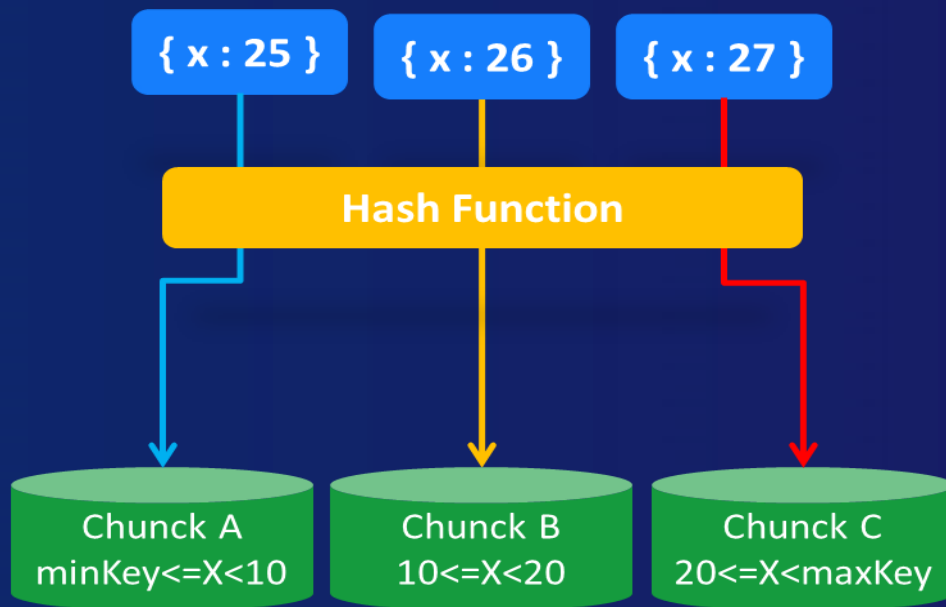 { x : 25 }
{ x : 26 }
{ x : 27 }
Hash Function
Chunck A
minKey<=X<10
Chunck B
10<=X<20
Chunck C
20<=X<maxKey